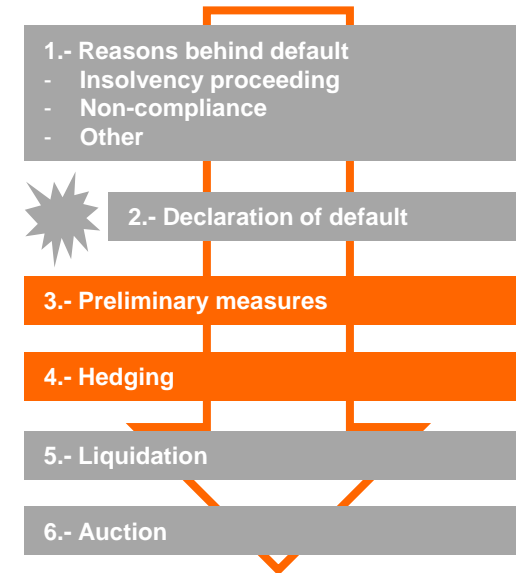 1.- Reasons behind default
- Insolvency proceeding
- Non-compliance
- Other
2.- Declaration of default
3.- Preliminary measures
4.- Hedging
5.- Liquidation
6.- Auction